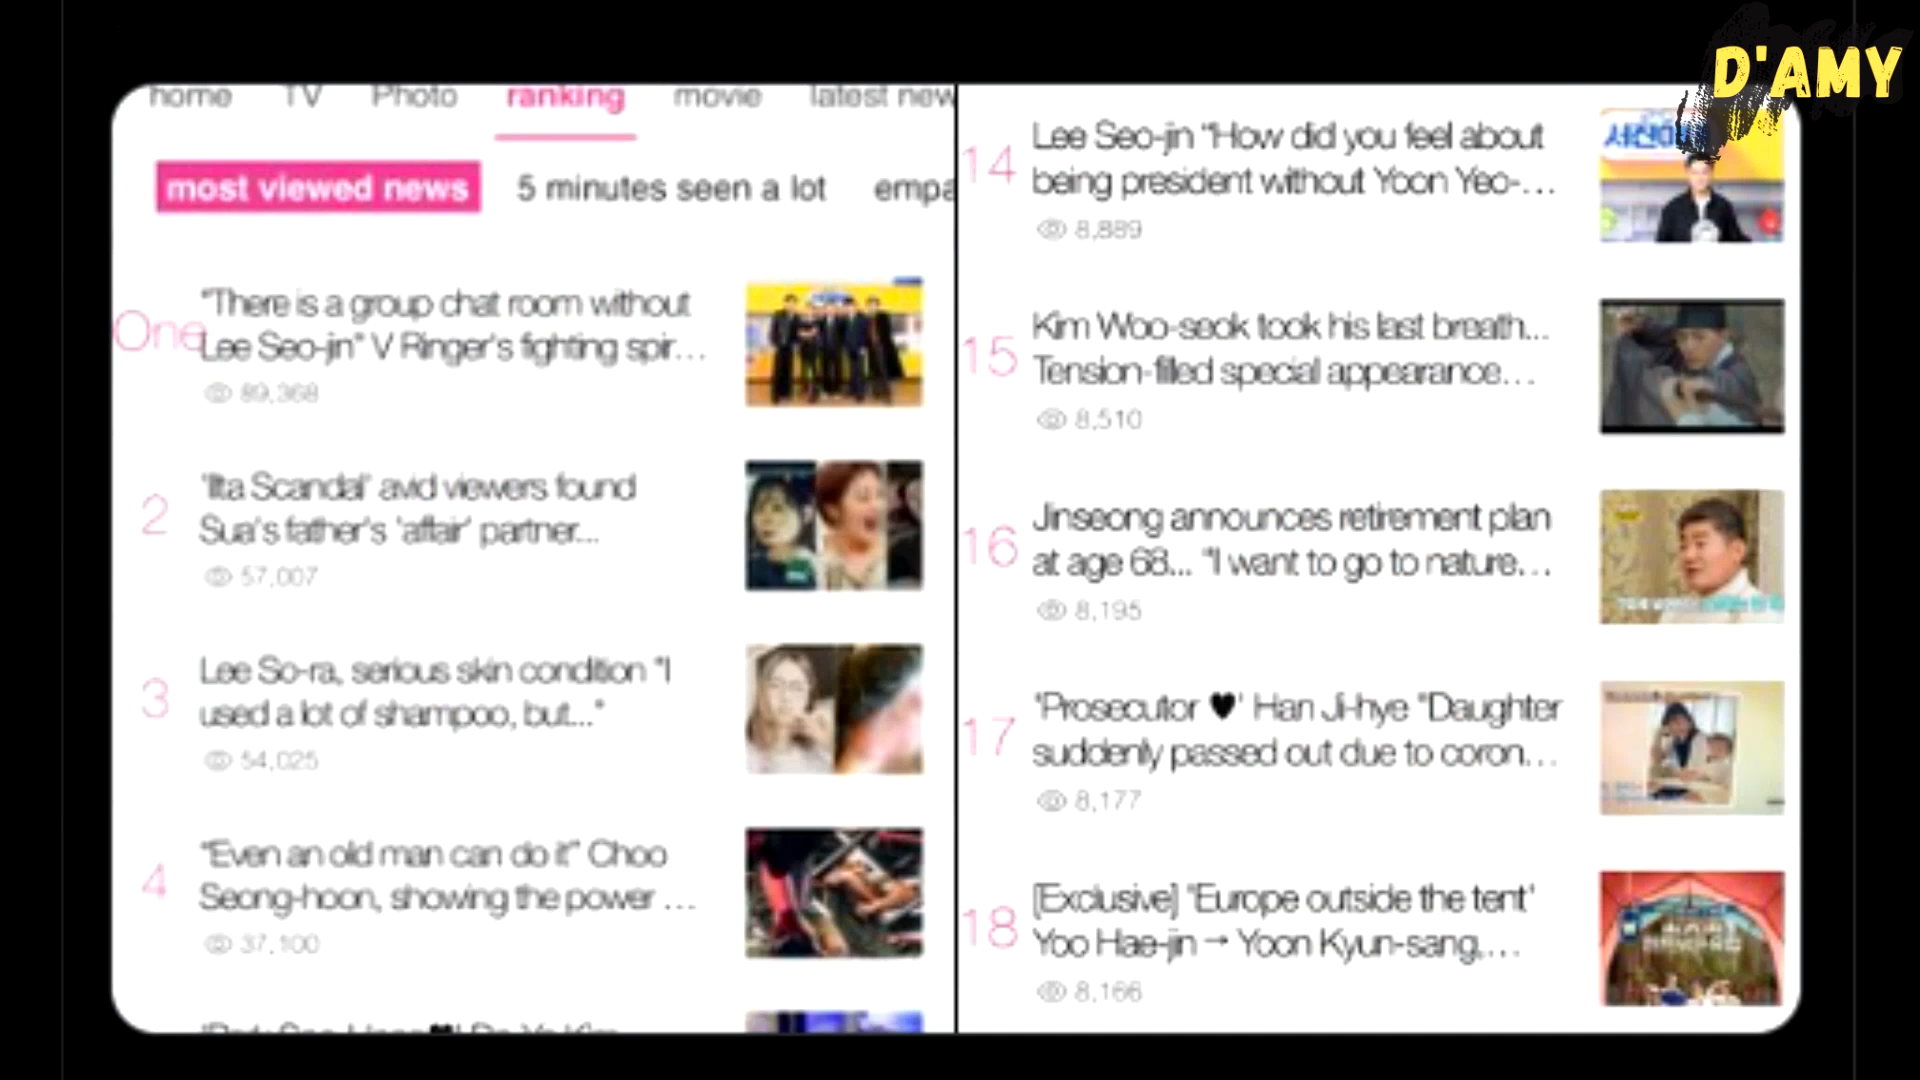 D'AMY
home TV Photo ranking movie latest new
most viewed news 5 minutes seen a lot empa
One
"There is a group chat room without
Lee Seo-jin" V Ringer's fighting spir...
89,368
2
'Ilta Scandal' avid viewers found
Sua's father's 'affair' partner...
57,007
3
Lee So-ra, serious skin condition "I
used a lot of shampoo, but..."
54,025
4
"Even an old man can do it" Choo
Seong-hoon, showing the power ...
37,100
14
Lee Seo-jin "How did you feel about
being president without Yoon Yeo-...
8,889
15
Kim Woo-seok took his last breath...
Tension-filled special appearance...
8,510
16
Jinseong announces retirement plan
at age 68... "I want to go to nature...
8,195
17
'Prosecutor ♥' Han Ji-hye "Daughter
suddenly passed out due to coron...
8,177
18
[Exclusive] 'Europe outside the tent'
Yoo Hae-jin → Yoon Kyun-sang,...
8,166